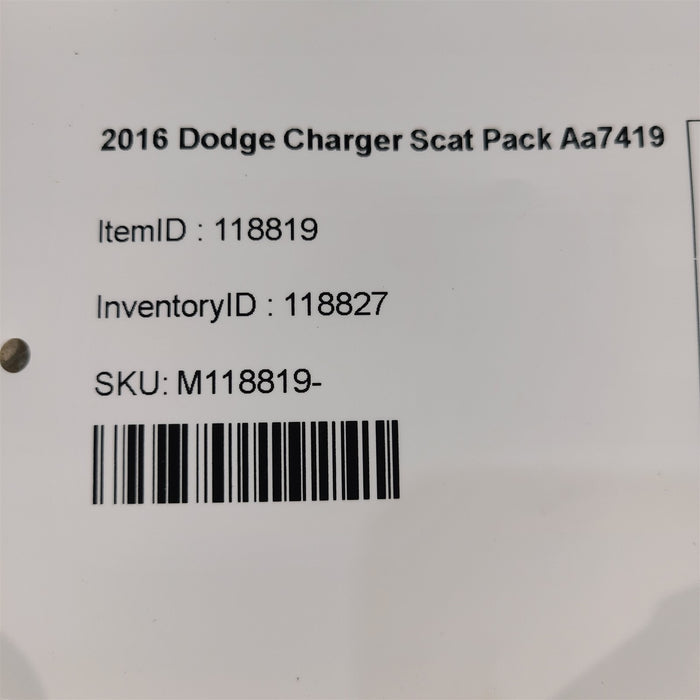 2016 Dodge Charger Scat Pack Aa7419
ItemID : 118819
InventoryID : 118827
SKU: M118819-